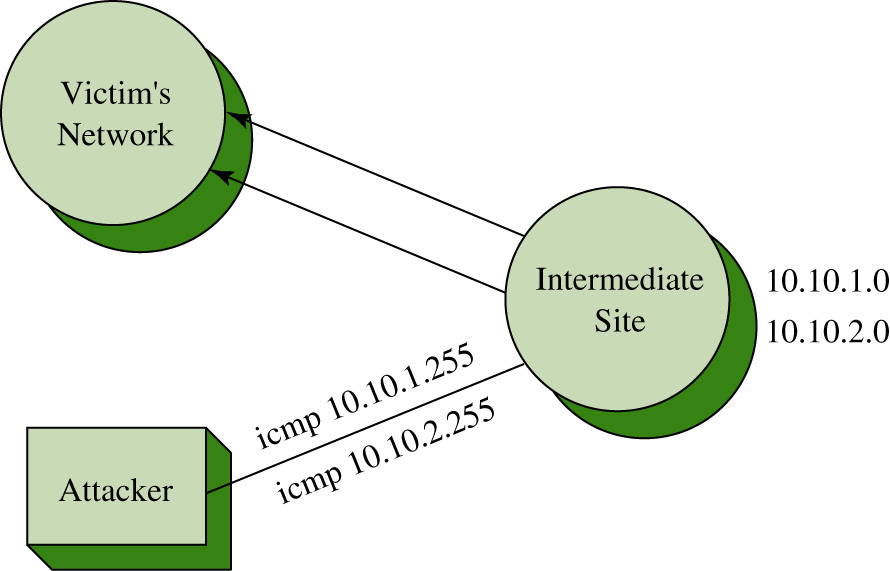 Victim's
Network
Intermediate
Site
10.10.1.0
10.10.2.0
icmp 10.10.1.255
icmp 10.10.2.255
Attacker